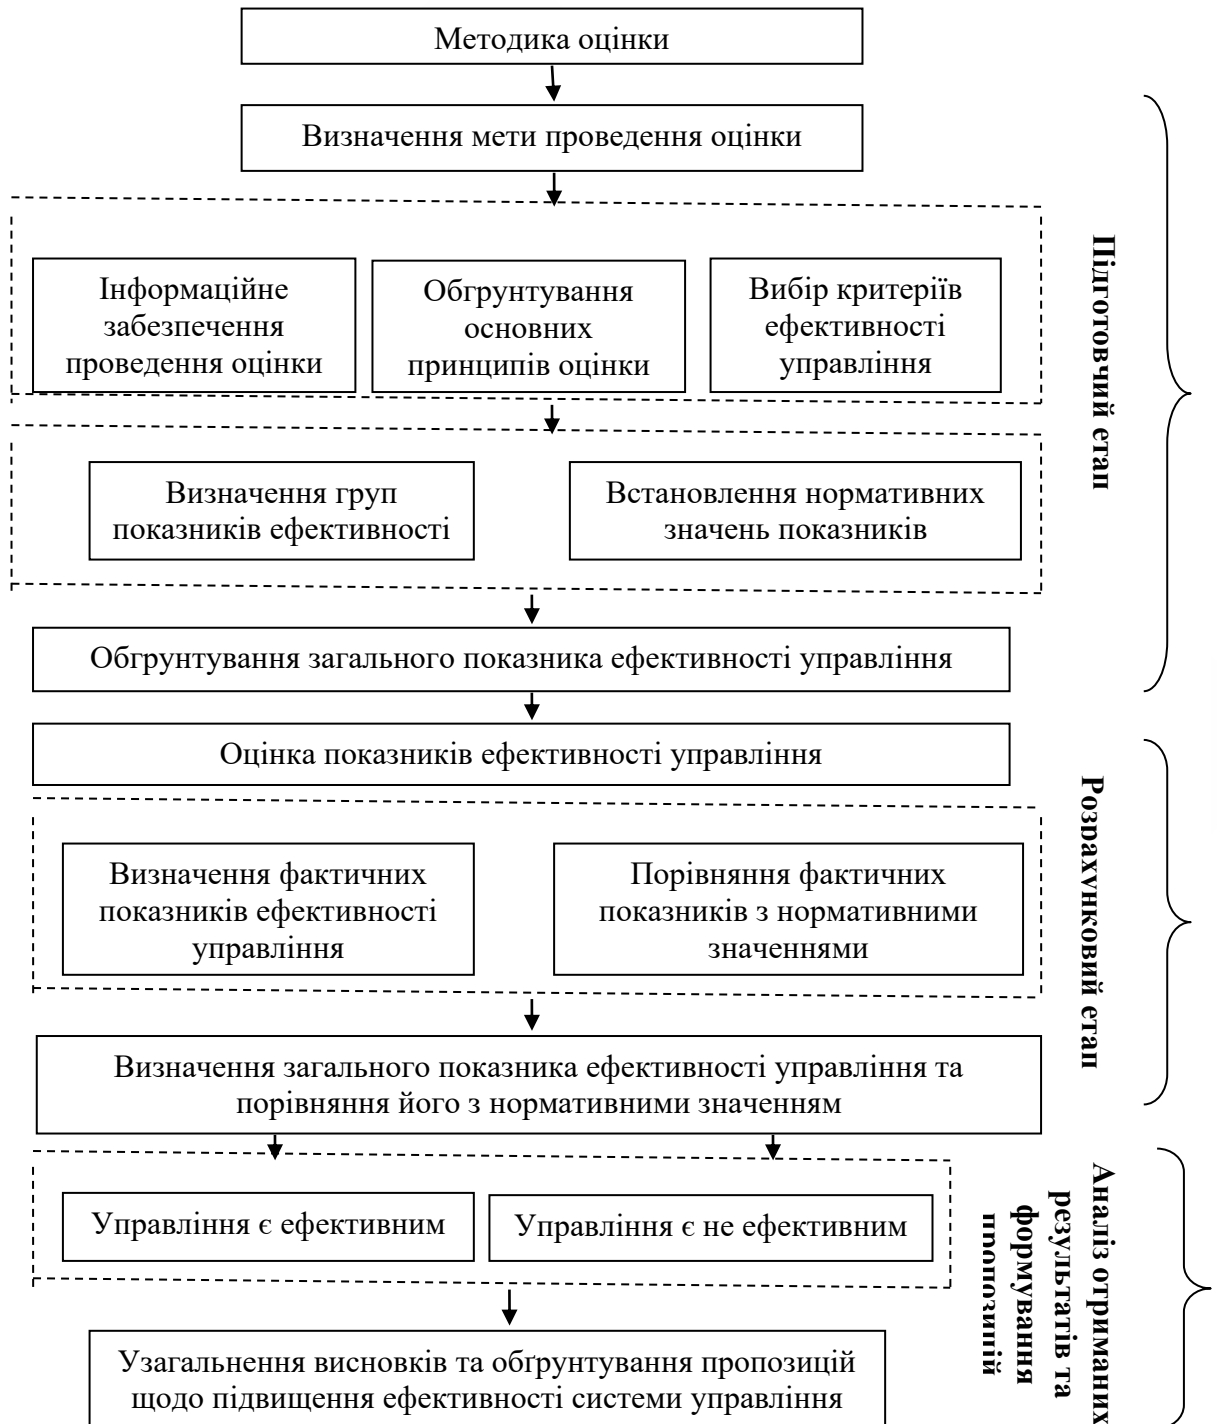 Методика оцінки
Визначення мети проведення оцінки
Інформаційне
забезпечення
проведення оцінки
Обгрунтування
основних
принципів оцінки
Вибір критеріїв
ефективності
управління
Підготовчий етап
Визначення груп
показників ефективності
Встановлення нормативних
значень показників
Обгрунтування загального показника ефективності управління
Оцінка показників ефективності управління
Визначення фактичних
показників ефективності
управління
Порівняння фактичних
показників з нормативними
значеннями
Розрахунковий етап
Визначення загального показника ефективності управління та
порівняння його з нормативними значенням
Управління є ефективним
Управління є не ефективним
Аналіз отриманих
результатів та
формування
пропозицій
Узагальнення висновків та обґрунтування пропозицій
щодо підвищення ефективності системи управління